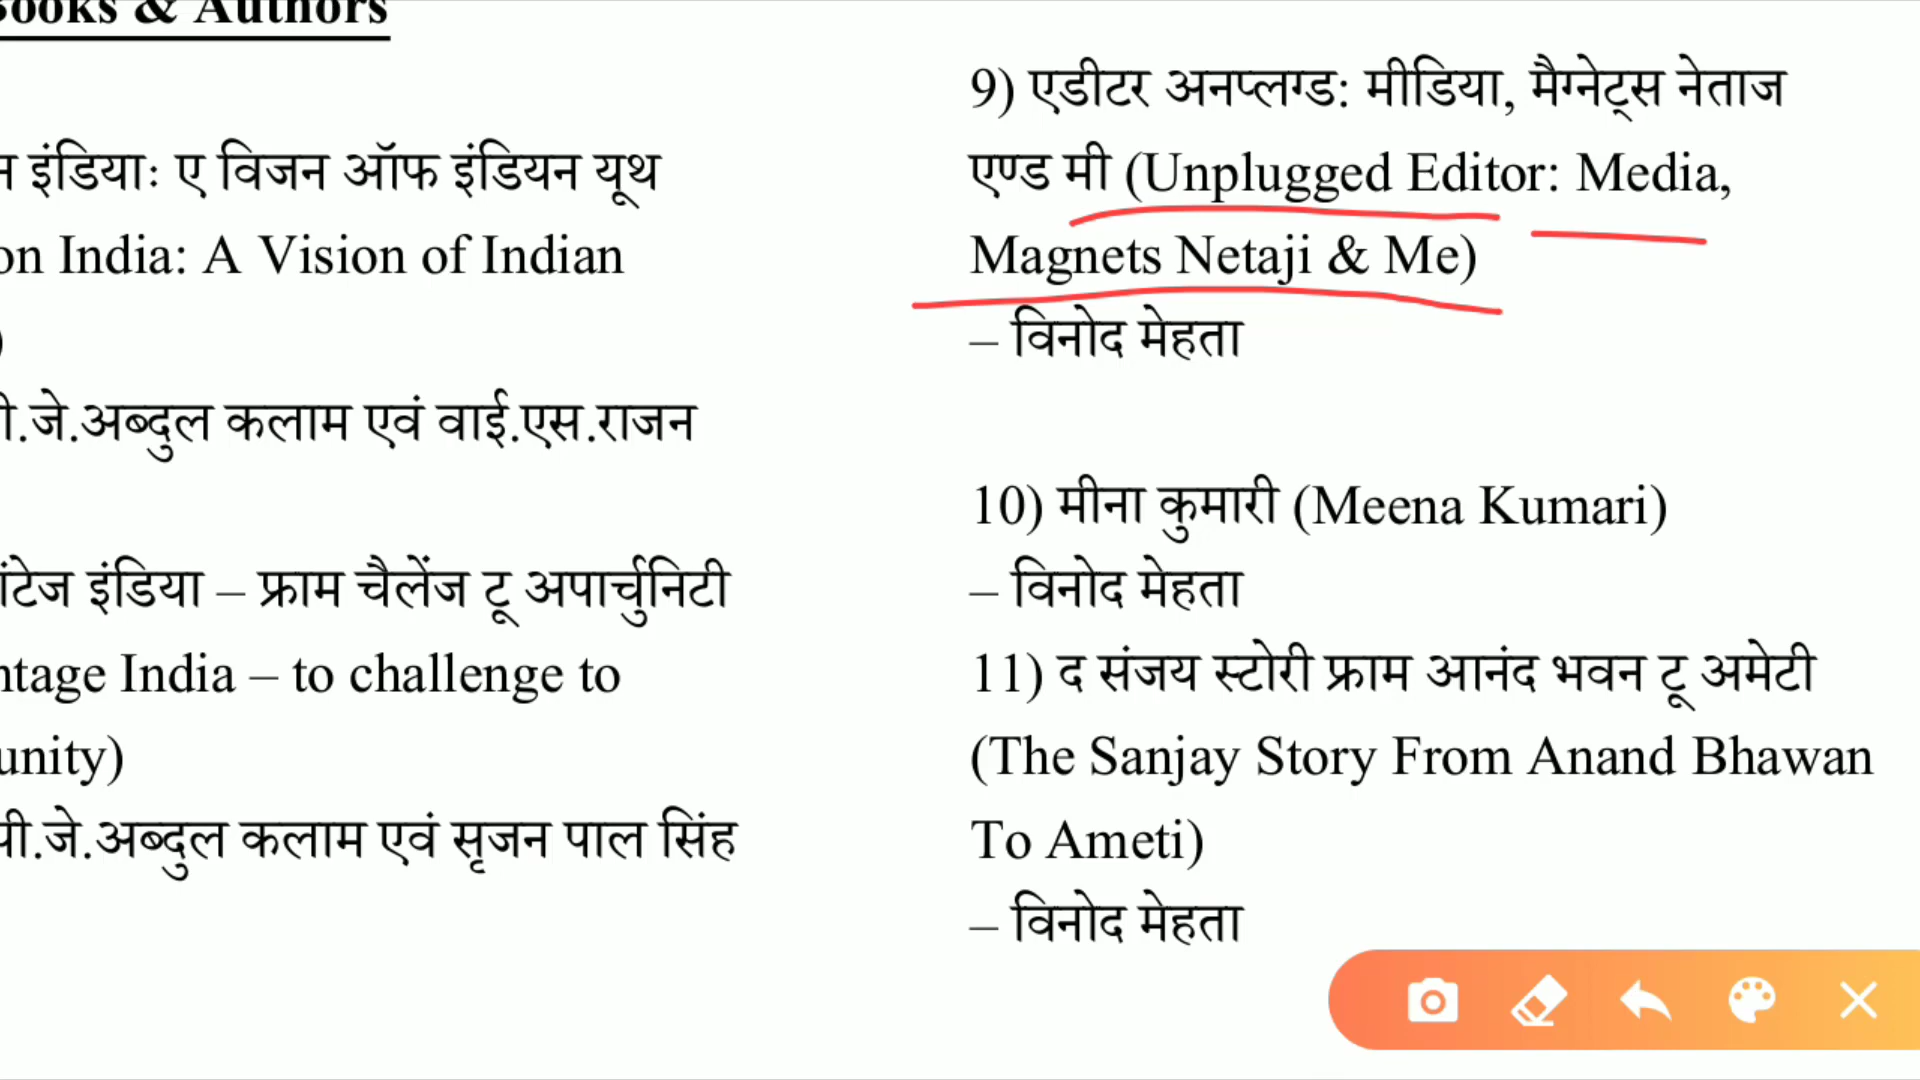 Books & Authors
इंडियाः ए विजन ऑफ इंडियन यूथ
on India: A Vision of Indian
)
.जे.अब्दुल कलाम एवं वाई.एस.राजन
इंडिया – फ्राम चैलेंज टू अपार्चुनिटी
ntage India – to challenge to
unity)
पी.जे.अब्दुल कलाम एवं सृजन पाल सिंह
9) एडीटर अनप्लग्ड: मीडिया, मैग्नेट्स नेताज
एण्ड मी (Unplugged Editor: Media,
Magnets Netaji & Me)
– विनोद मेहता
10) मीना कुमारी (Meena Kumari)
– विनोद मेहता
11) द संजय स्टोरी फ्राम आनंद भवन टू अमेटी
(The Sanjay Story From Anand Bhawan
To Ameti)
– विनोद मेहता